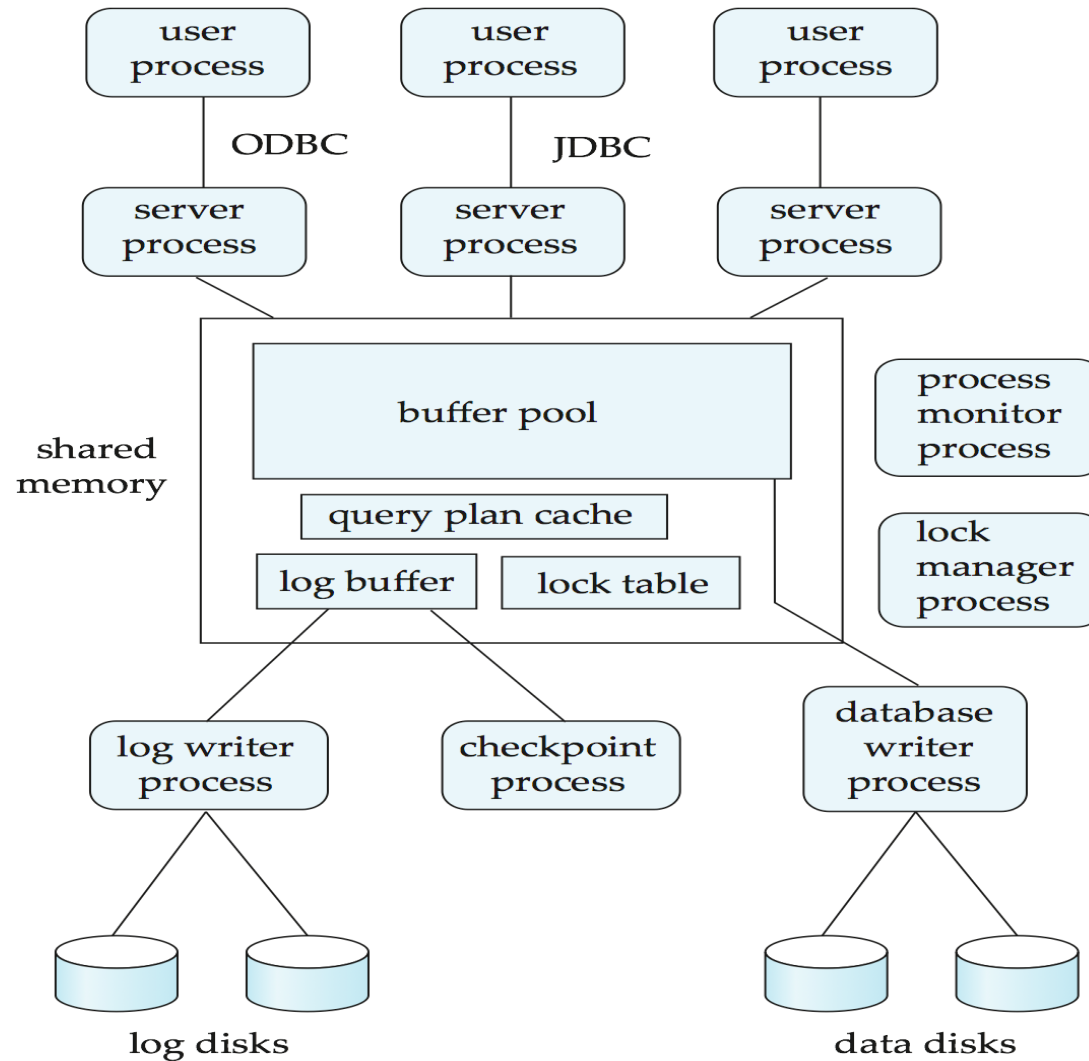 user
process
user
process
user
process
ODBC
JDBC
server
process
server
process
server
process
buffer pool
process
monitor
process
shared
memory
query plan cache
lock
manager
process
log buffer
lock table
log writer
process
checkpoint
process
database
writer
process
log disks
data disks